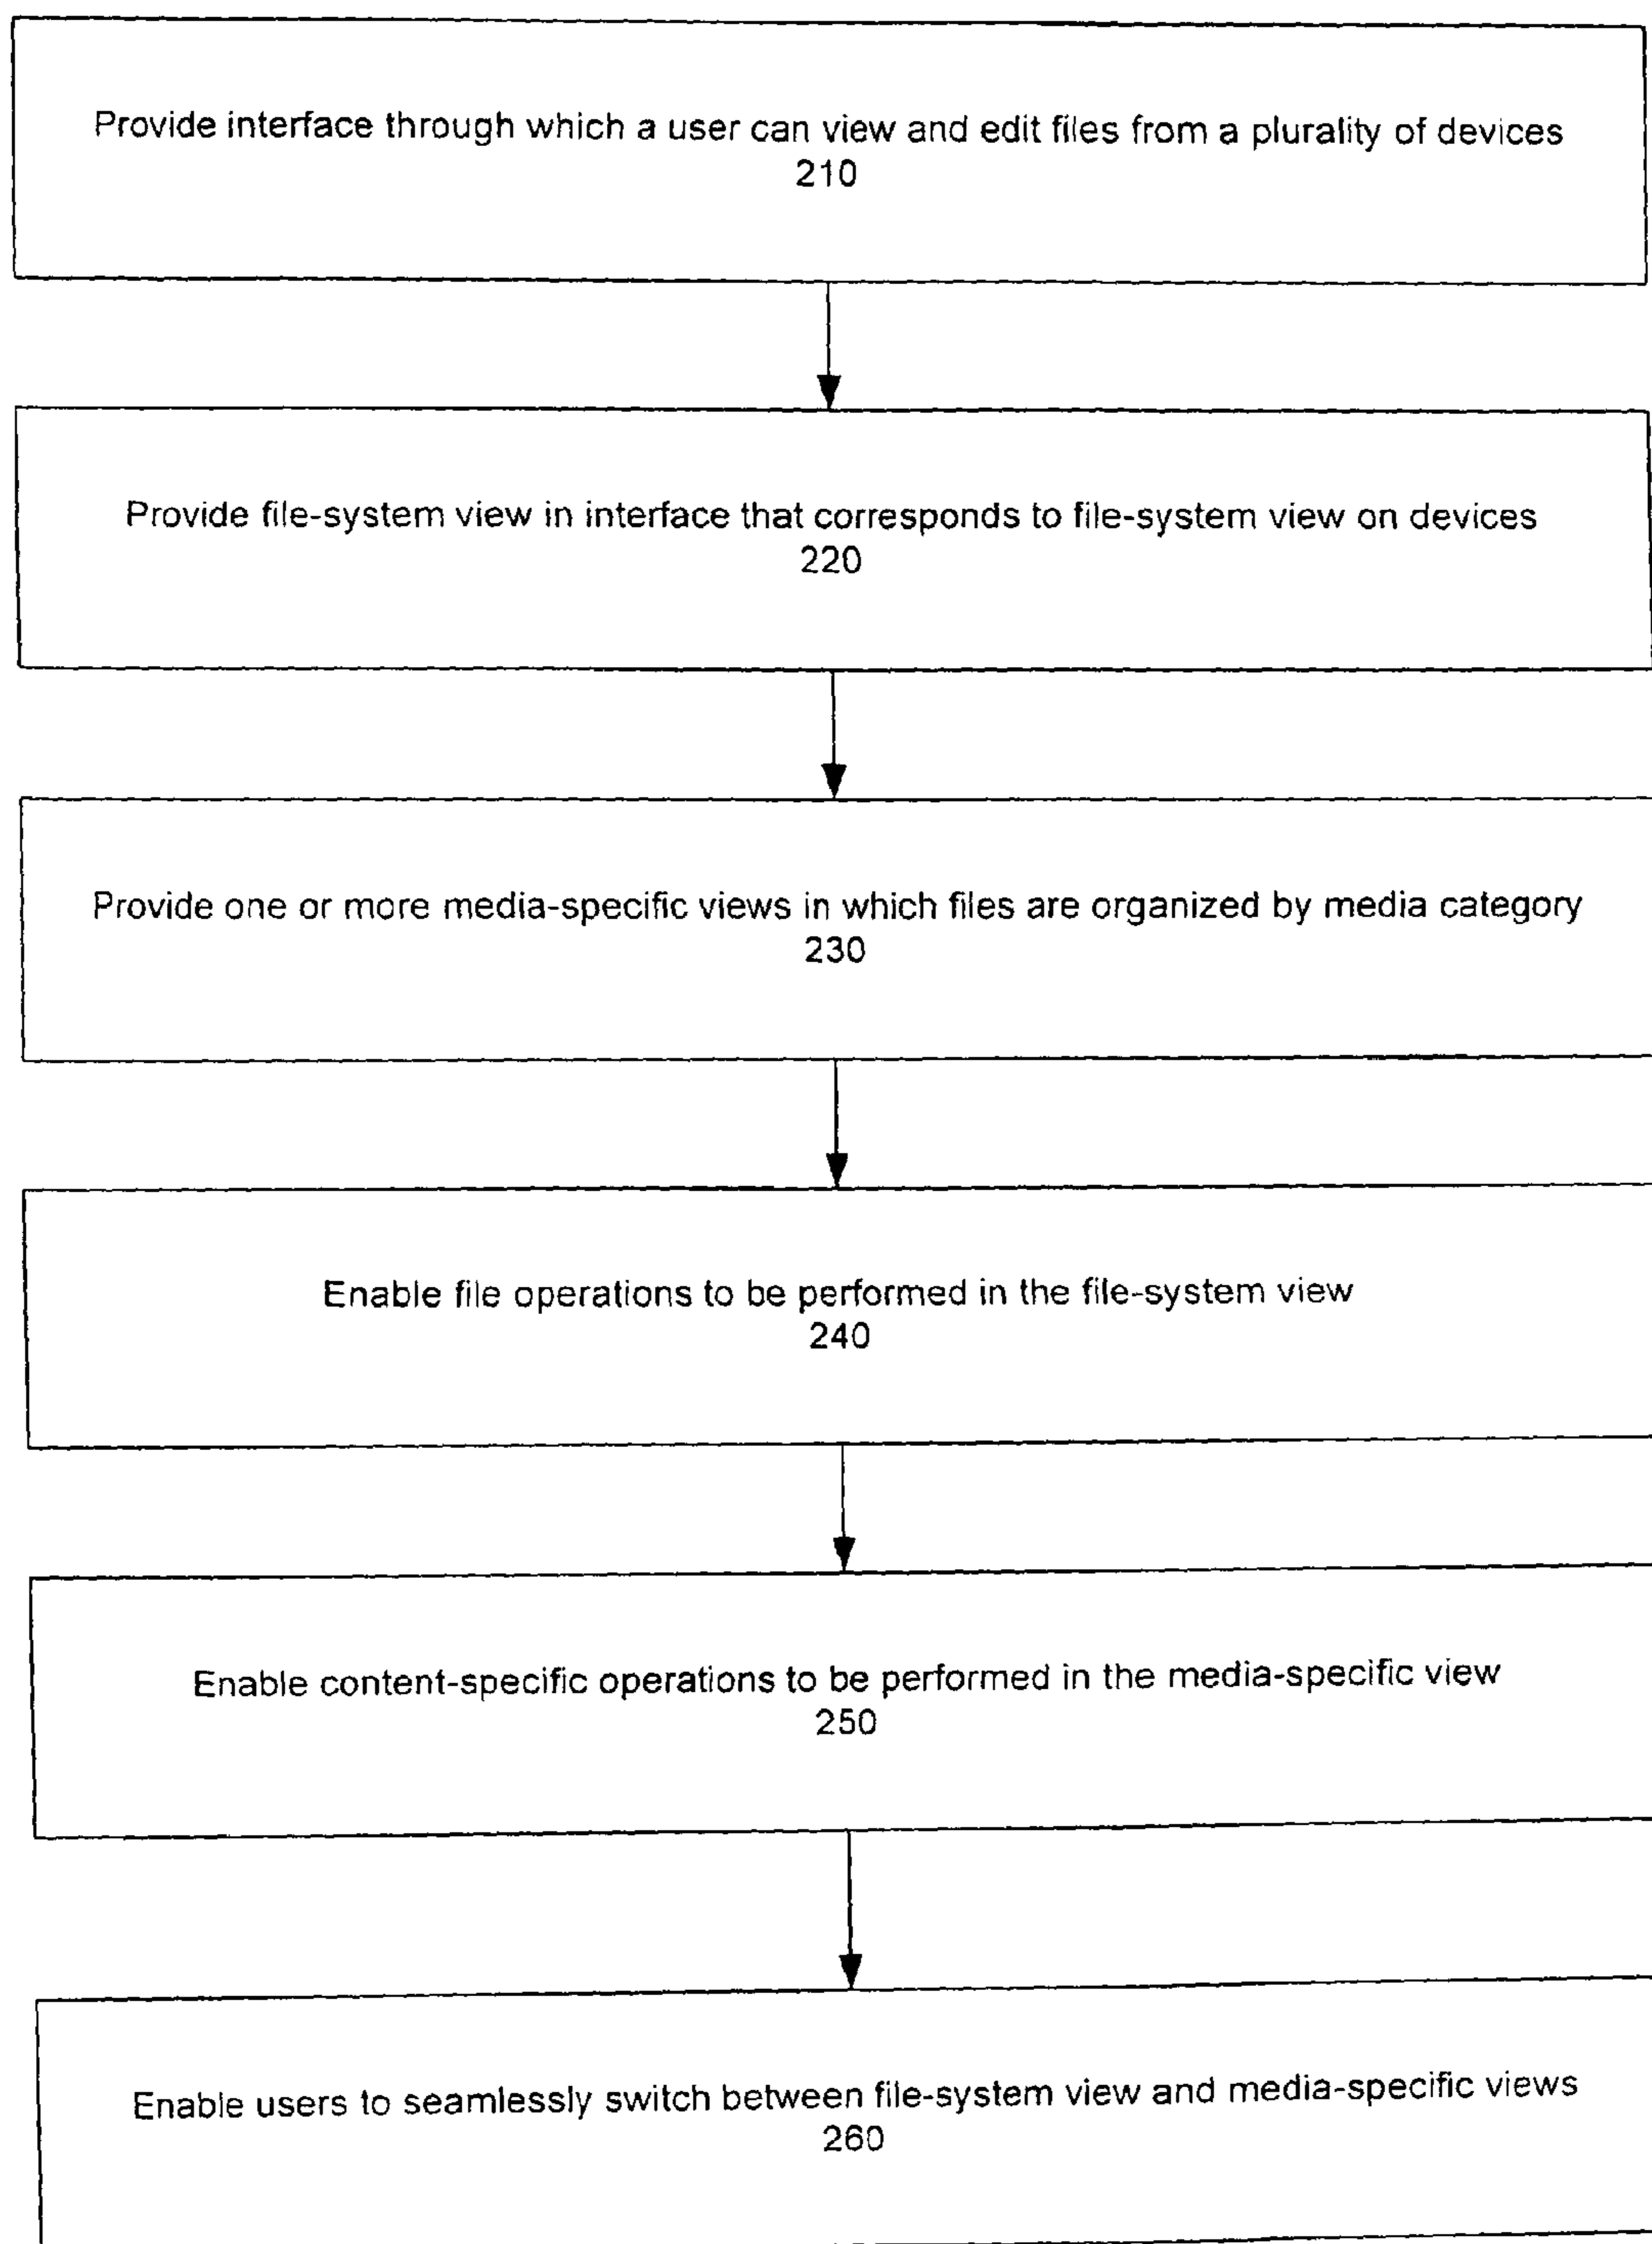 Provide interface through which a user can view and edit files from a plurality of devices
210
Provide file-system view in interface that corresponds to file-system view on devices
220
Provide one or more media-specific views in which files are organized by media category
230
Enable file operations to be performed in the file-system view
240
Enable content-specific operations to be performed in the media-specific view
250
Enable users to seamlessly switch between file-system view and media-specific views
260